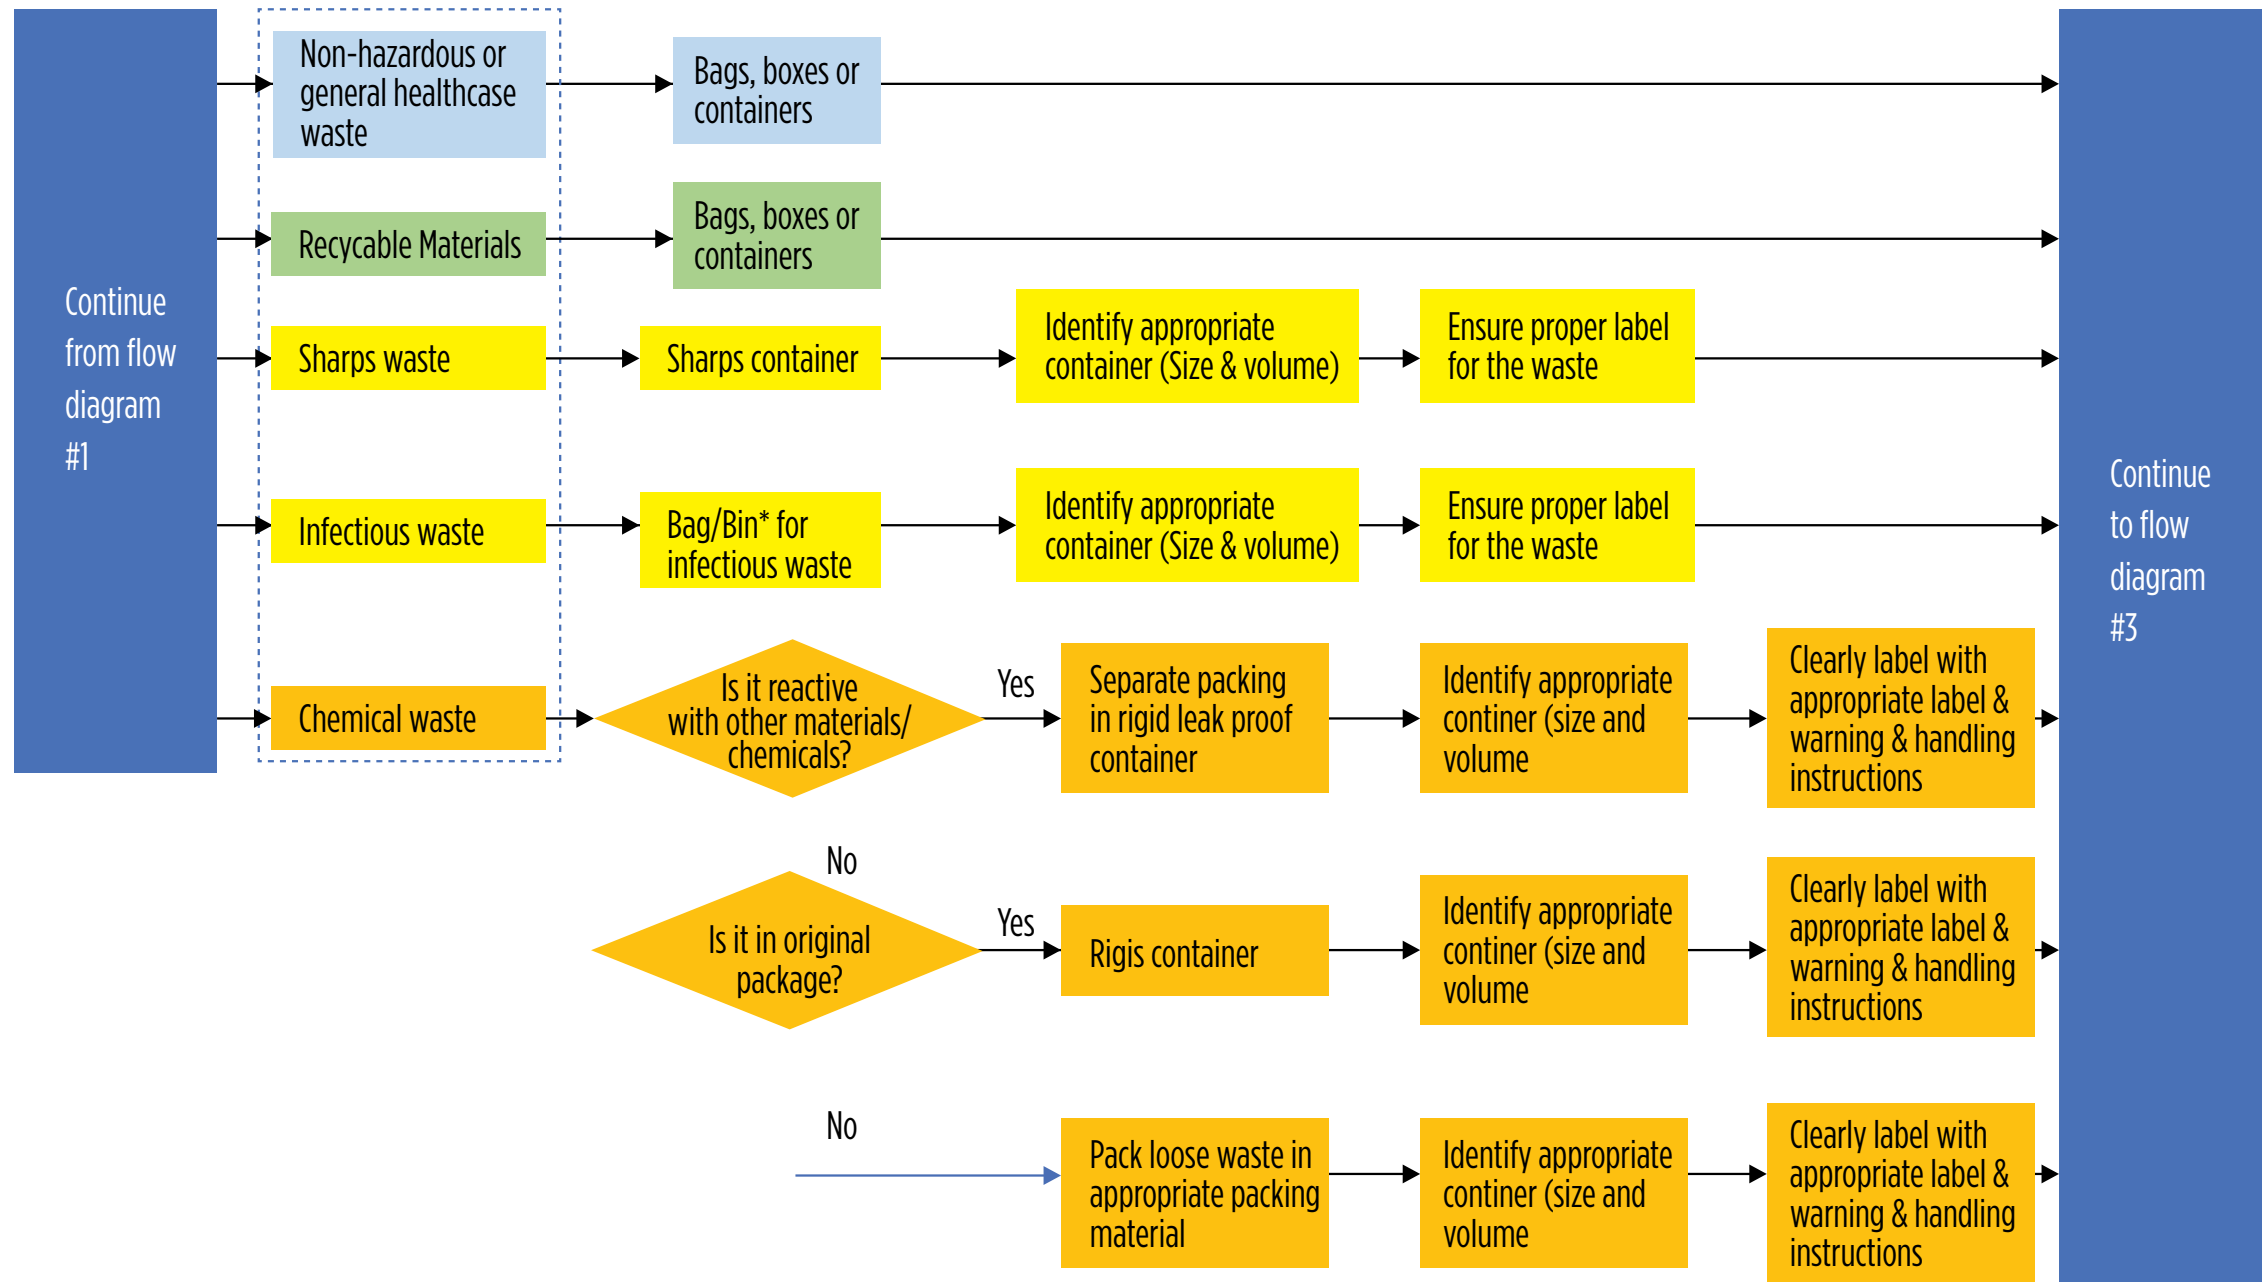 Continue
from flow
diagram
#1
Non-hazardous or
general healthcase
waste
Bags, boxes or
containers
Recycable Materials
Bags, boxes or
containers
Sharps waste
Sharps container
Identify appropriate
container (Size & volume)
Ensure proper label
for the waste
Infectious waste
Bag/Bin* for
infectious waste
Identify appropriate
container (Size & volume)
Ensure proper label
for the waste
Chemical waste
Is it reactive
with other materials/
chemicals?
Yes
Separate packing
in rigid leak proof
container
Identify appropriate
continer (size and
volume
Clearly label with
appropriate label &
warning & handling
instructions
No
Is it in original
package?
Yes
Rigis container
Identify appropriate
continer (size and
volume
Clearly label with
appropriate label &
warning & handling
instructions
No
Pack loose waste in
appropriate packing
material
Identify appropriate
continer (size and
volume
Clearly label with
appropriate label &
warning & handling
instructions
Continue
to flow
diagram
#3